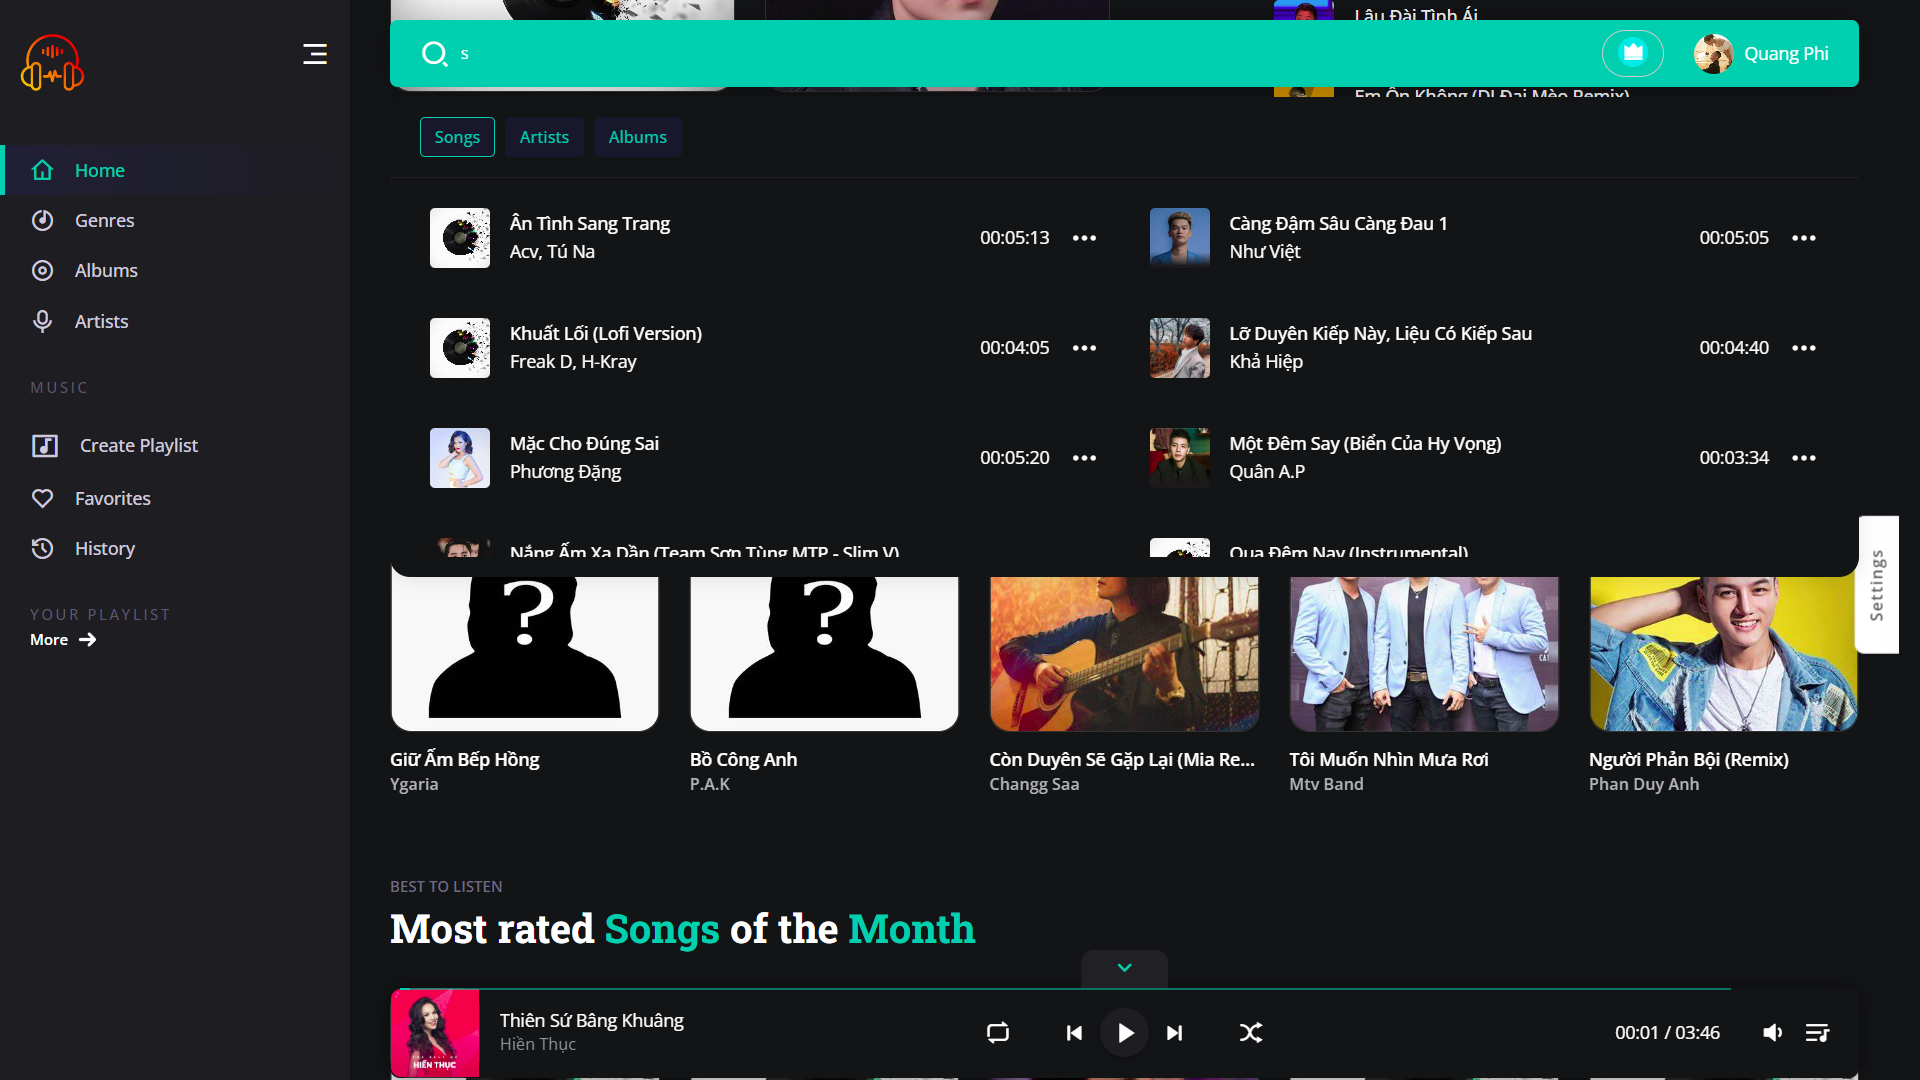 Home
Genres
Albums
Artists
MUSIC
Create Playlist
Favorites
History
YOUR PLAYLIST
More
Lâu Đài Tình Ái
s
Quang Phi
Em Ổn Không (DJ Đại Mèo Remix)
Songs
Artists
Albums
Ân Tình Sang Trang
Acv, Tú Na
00:05:13
Càng Đậm Sâu Càng Đau 1
Như Việt
00:05:05
Khuất Lối (Lofi Version)
Freak D, H-Kray
00:04:05
Lỡ Duyên Kiếp Này, Liệu Có Kiếp Sau
Khả Hiệp
00:04:40
Mặc Cho Đúng Sai
Phương Đặng
00:05:20
Một Đêm Say (Biển Của Hy Vọng)
Quân A.P
00:03:34
Nắng Ấm Xa Dần (Team Sơn Tùng MTP - Slim V)
Qua Đêm Nay (Instrumental)
Settings
Giữ Ấm Bếp Hồng
Ygaria
Bồ Công Anh
P.A.K
Còn Duyên Sẽ Gặp Lại (Mia Re...
Changg Saa
Tôi Muốn Nhìn Mưa Rơi
Mtv Band
Người Phản Bội (Remix)
Phan Duy Anh
BEST TO LISTEN
Most rated Songs of the Month
HIỀN THỤC
Thiên Sứ Bâng Khuâng
Hiền Thục
00:01 / 03:46